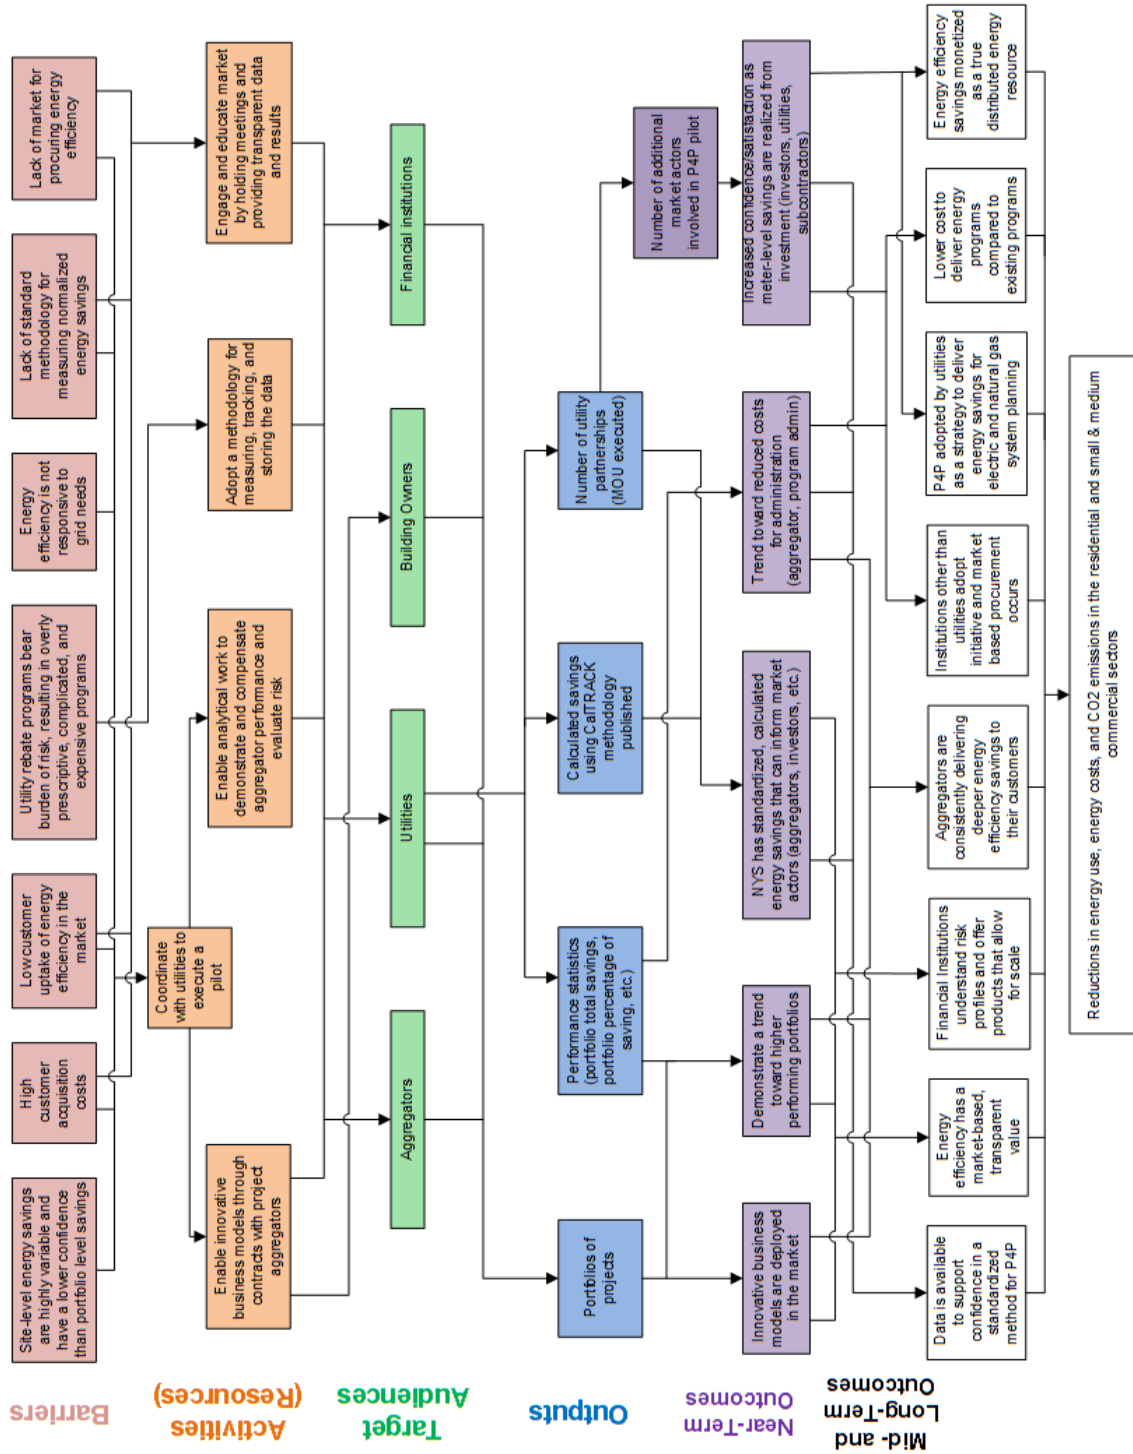 Barriers
Site-level energy savings
are highly variable and
have a lower confidence
than portfolio level savings
High
customer
acquisition
costs
Low customer
uptake of energy
efficiency in the
market
Utility rebate programs bear
burden of risk, resulting in overly
prescriptive, complicated, and
expensive programs
Energy
efficiency is not
responsive to
grid needs
Lack of standard
methodology for
measuring normalized
energy savings
Lack of market for
procuring energy
efficiency
Activities
(Resources)
Coordinate
with utilities to
execute a
pilot
Enable innovative
business models through
contracts with project
aggregators
Enable analytical work to
demonstrate and compensate
aggregator performance and
evaluate risk
Adopt a methodology for
measuring, tracking, and
storing the data
Engage and educate market
by holding meetings and
providing transparent data
and results
Target
Audiences
Aggregators
Utilities
Building Owners
Financial institutions
Outputs
Portfolios of
projects
Performance statistics
(portfolio total savings,
portfolio percentage of
saving, etc.)
Calculated savings
using CalTRACK
methodology
published
Number of utility
partnerships
(MOU executed)
Number of additional
market actors
involved in P4P pilot
Near-Term
Outcomes
Innovative business
models are deployed
in the market
Demonstrate a trend
toward higher
performing portfolios
NYS has standardized, calculated
energy savings that can inform market
actors (aggregators, investors, etc.)
Trend toward reduced costs
for administration
(aggregator, program admin)
Increased confidence/satisfaction as
meter-level savings are realized from
investment (investors, utilities,
subcontractors)
Mid- and
Long-Term
Outcomes
Data is available
to support
confidence in a
standardized
method for P4P
Energy
efficiency has a
market-based,
transparent
value
Financial Institutions
understand risk
profiles and offer
products that allow
for scale
Aggregators are
consistently delivering
deeper energy
efficiency savings to
their customers
Institutions other than
utilities adopt
initiative and market
based procurement
occurs
P4P adopted by utilities
as a strategy to deliver
energy savings for
electric and natural gas
system planning
Lower cost to
deliver energy
programs
compared to
existing programs
Energy efficiency
savings monetized
as a true
distributed energy
resource
Reductions in energy use, energy costs, and CO2 emissions in the residential and small & medium
commercial sectors